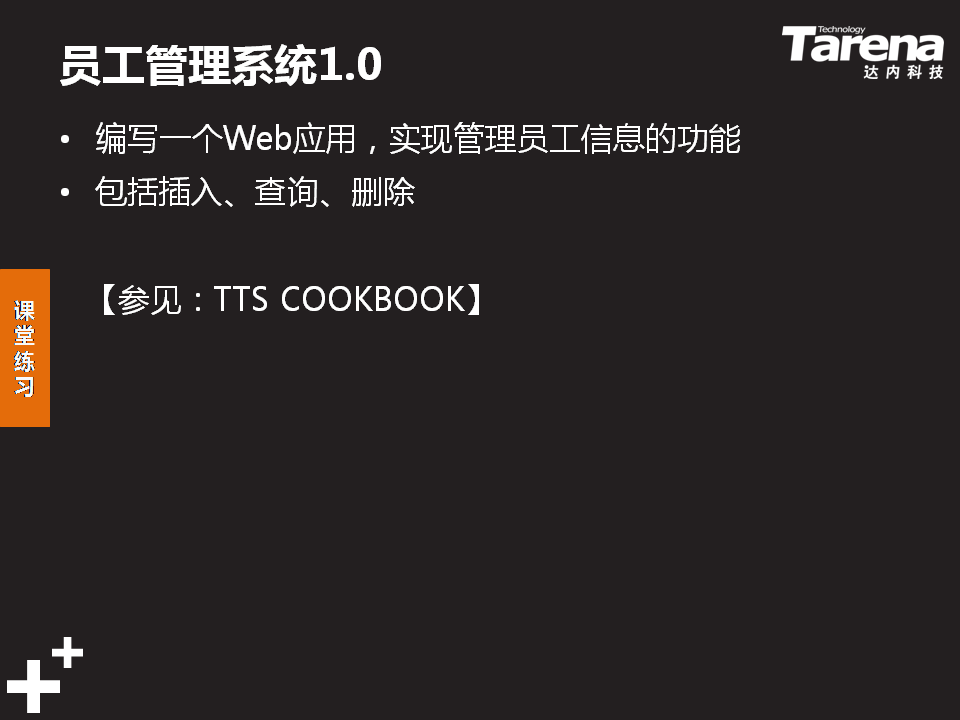 员工管理系统1.0
Technology
Tarena
达内科技
• 编写一个Web应用，实现管理员工信息的功能
• 包括插入、查询、删除
【参见：TTS COOKBOOK】
课堂练习